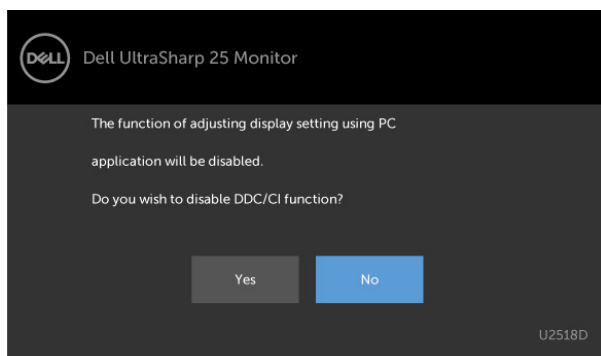 DELL Dell UltraSharp 25 Monitor
The function of adjusting display setting using PC
application will be disabled.
Do you wish to disable DDC/CI function?
Yes No
U2518D